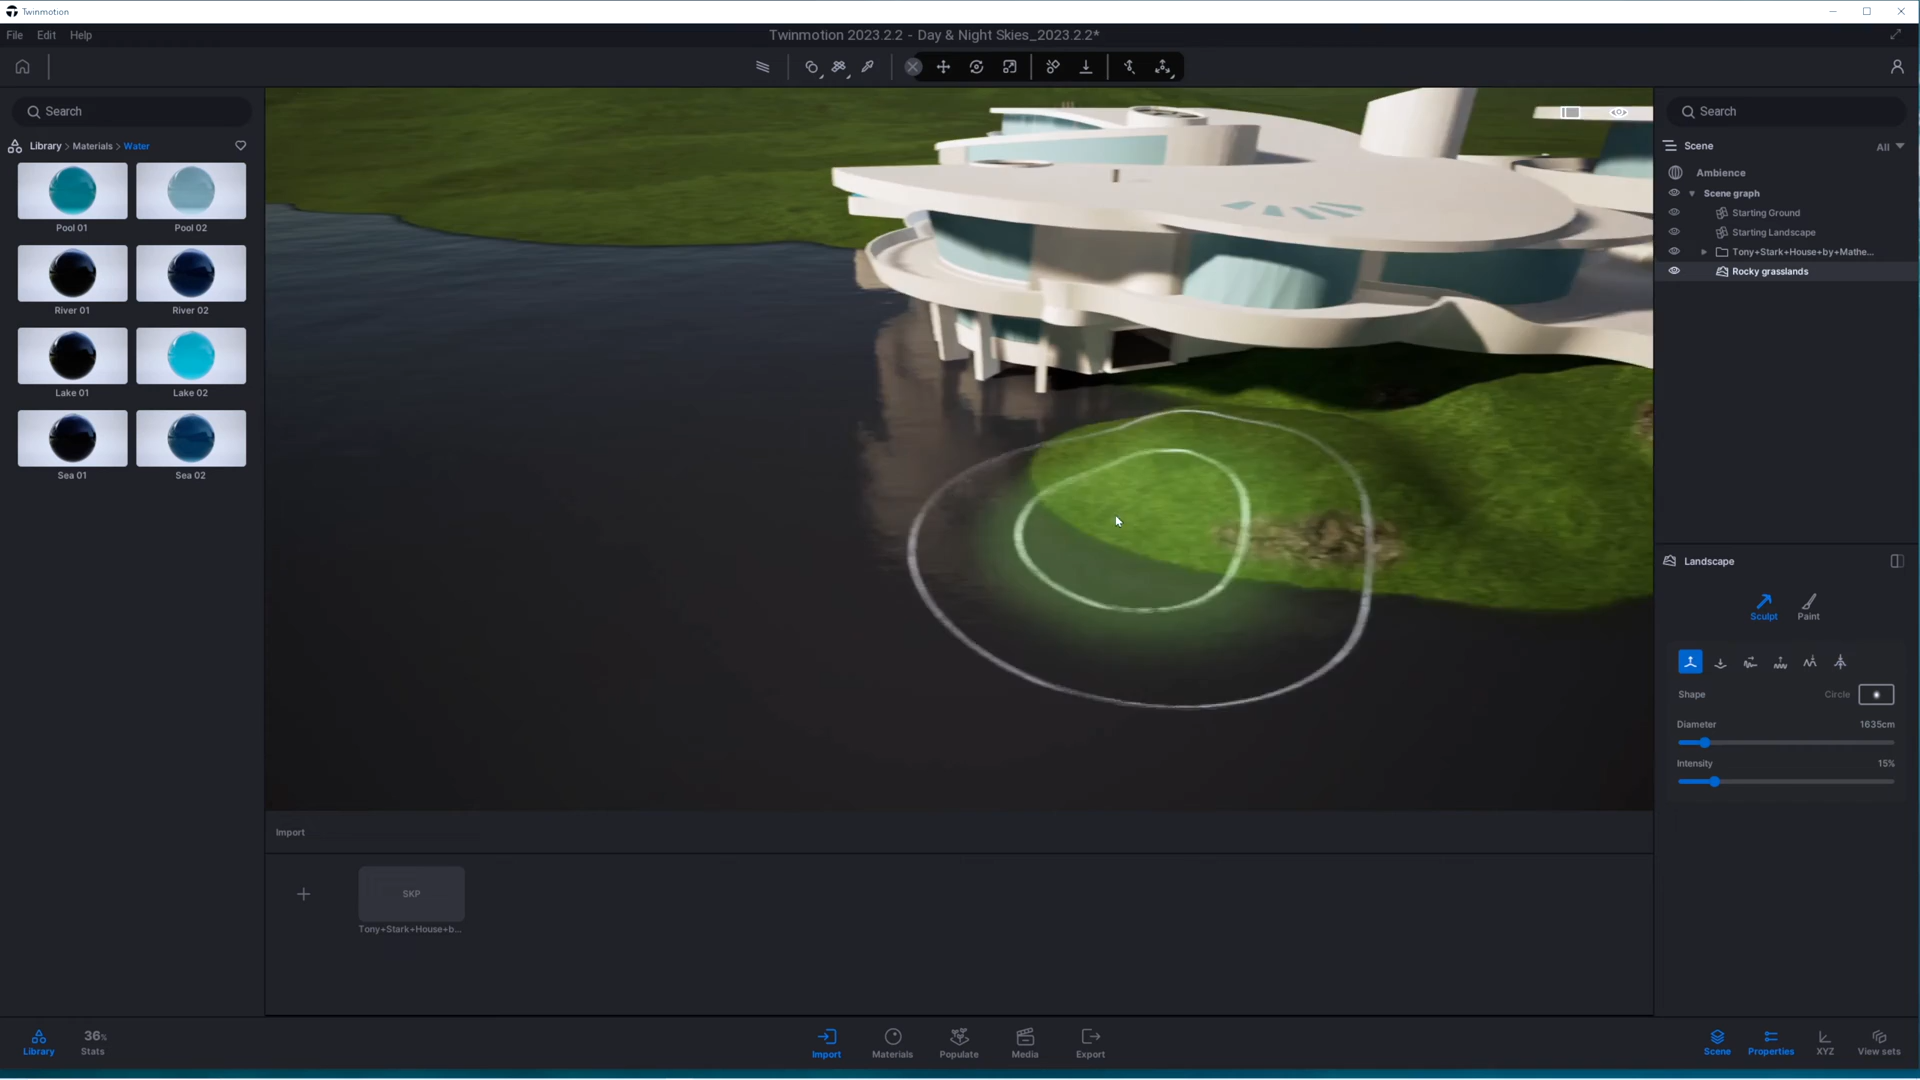 Twinmotion
File Edit Help
Twinmotion 2023.2.2 - Day & Night Skies_2023.2.2*
Search
Library > Materials > Water
Pool 01
Pool 02
River 01
River 02
Lake 01
Lake 02
Sea 01
Sea 02
Search
Scene
All
Ambience
Scene graph
Starting Ground
Starting Landscape
Tony+Stark+House+by+Mathe...
Rocky grasslands
Landscape
Sculpt
Paint
Shape
Circle
Diameter
1635cm
Intensity
15%
Import
SKP
Tony+Stark+House+b...
Library
36%
Stats
Import
Materials
Populate
Media
Export
Scene
Properties
XYZ
View sets